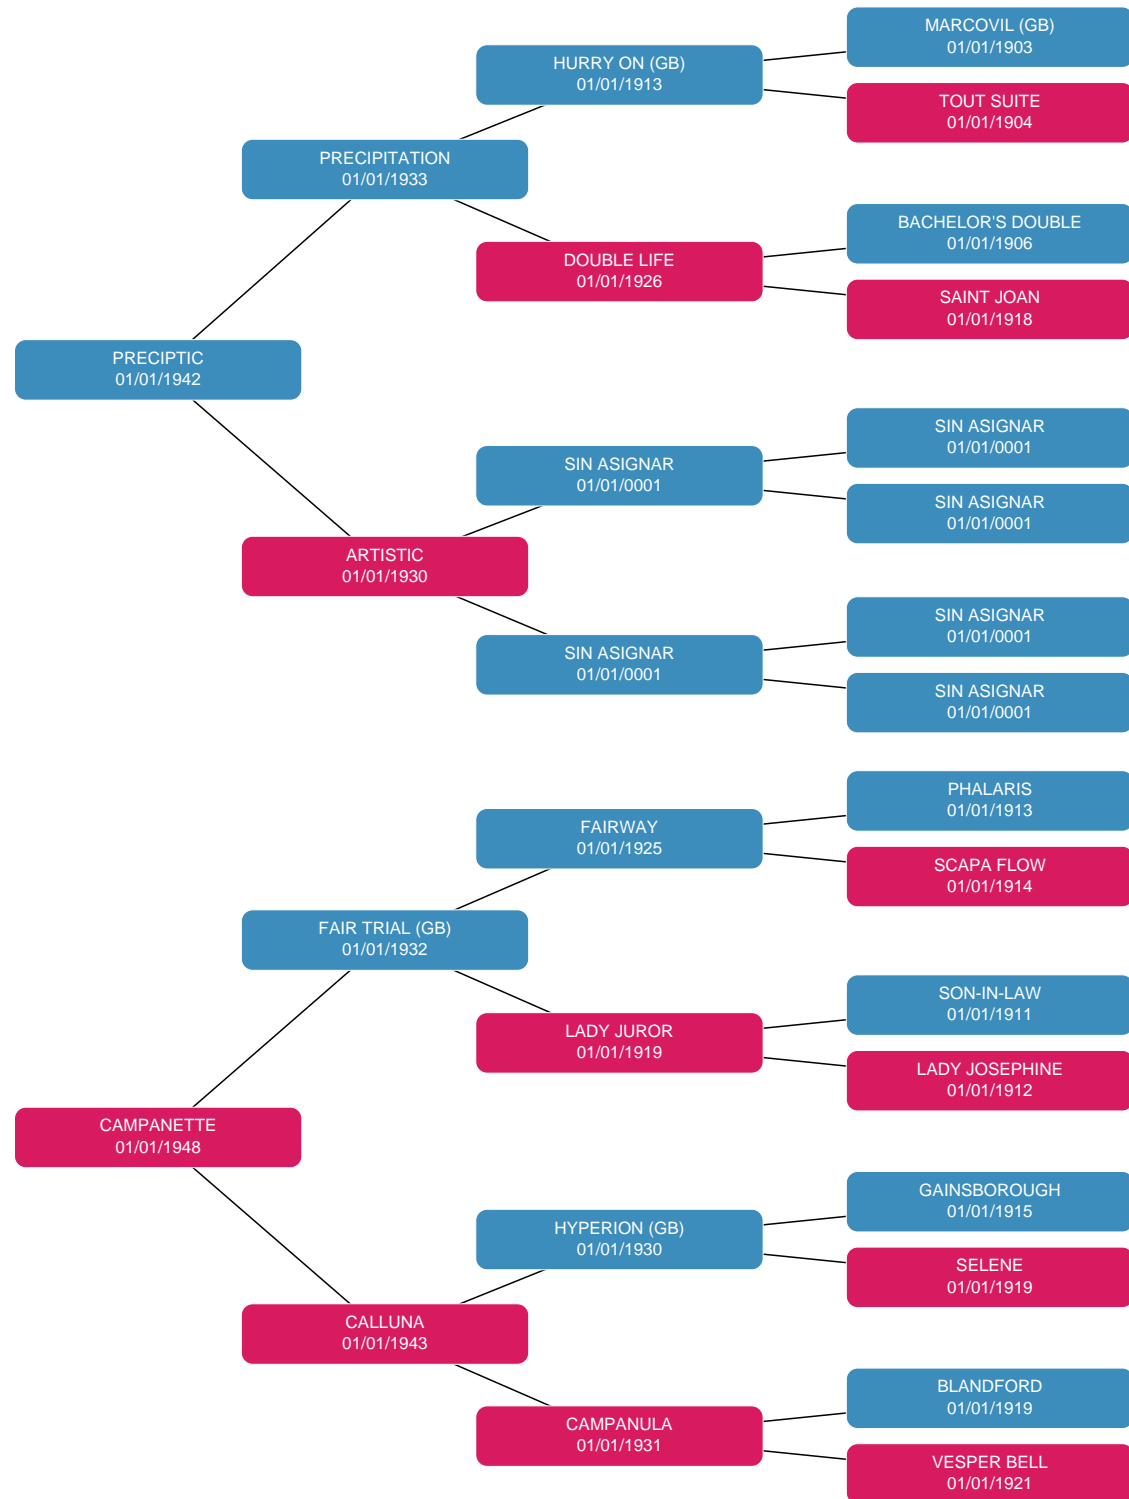 MARCOVIL (GB)
01/01/1903
HURRY ON (GB)
01/01/1913
TOUT SUITE
01/01/1904
PRECIPITATION
01/01/1933
BACHELOR'S DOUBLE
01/01/1906
DOUBLE LIFE
01/01/1926
SAINT JOAN
01/01/1918
PRECIPTIC
01/01/1942
SIN ASIGNAR
01/01/0001
SIN ASIGNAR
01/01/0001
SIN ASIGNAR
01/01/0001
ARTISTIC
01/01/1930
SIN ASIGNAR
01/01/0001
SIN ASIGNAR
01/01/0001
SIN ASIGNAR
01/01/0001
PHALARIS
01/01/1913
FAIRWAY
01/01/1925
SCAPA FLOW
01/01/1914
FAIR TRIAL (GB)
01/01/1932
SON-IN-LAW
01/01/1911
LADY JUROR
01/01/1919
LADY JOSEPHINE
01/01/1912
CAMPANETTE
01/01/1948
GAINSBOROUGH
01/01/1915
HYPERION (GB)
01/01/1930
SELENE
01/01/1919
CALLUNA
01/01/1943
BLANDFORD
01/01/1919
CAMPANULA
01/01/1931
VESPER BELL
01/01/1921